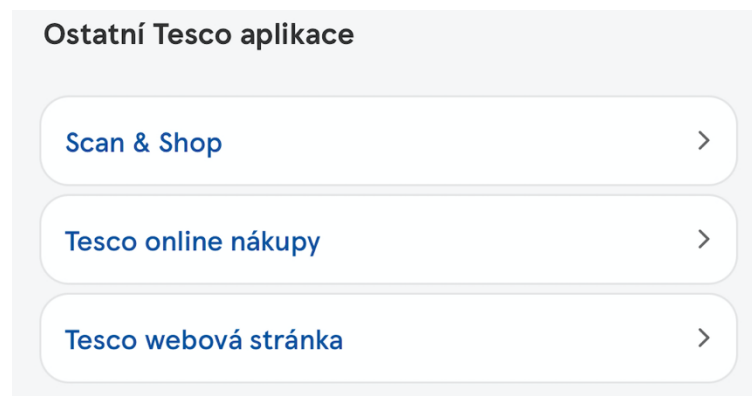 Ostatní Tesco aplikace
Scan & Shop
Tesco online nákupy
Tesco webová stránka